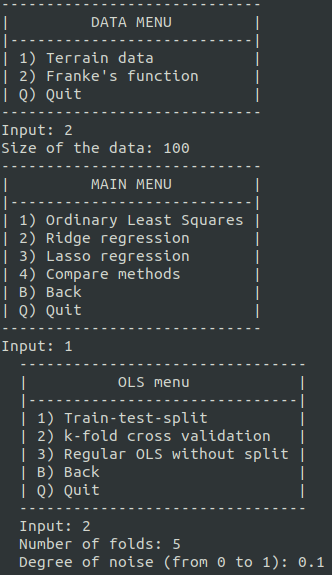 -----------------------------
|         DATA MENU         |
|---------------------------|
| 1) Terrain data           |
| 2) Franke's function      |
| Q) Quit                   |
-----------------------------
Input: 2
Size of the data: 100
-----------------------------
|         MAIN MENU         |
|---------------------------|
| 1) Ordinary Least Squares |
| 2) Ridge regression       |
| 3) Lasso regression       |
| 4) Compare methods        |
| B) Back                   |
| Q) Quit                   |
-----------------------------
Input: 1
  --------------------------------
  |          OLS menu            |
  |------------------------------|
  | 1) Train-test-split          |
  | 2) k-fold cross validation   |
  | 3) Regular OLS without split |
  | B) Back                      |
  | Q) Quit                      |
  --------------------------------
  Input: 2
  Number of folds: 5
  Degree of noise (from 0 to 1): 0.1